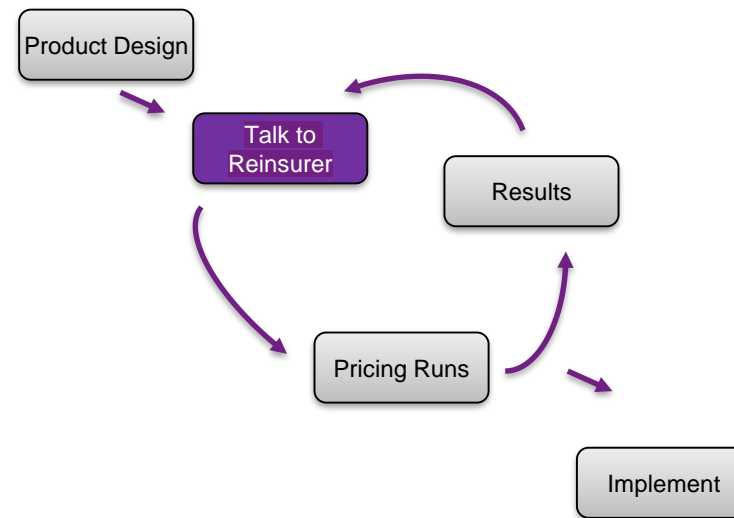 Product Design
Talk to
Reinsurer
Results
Pricing Runs
Implement